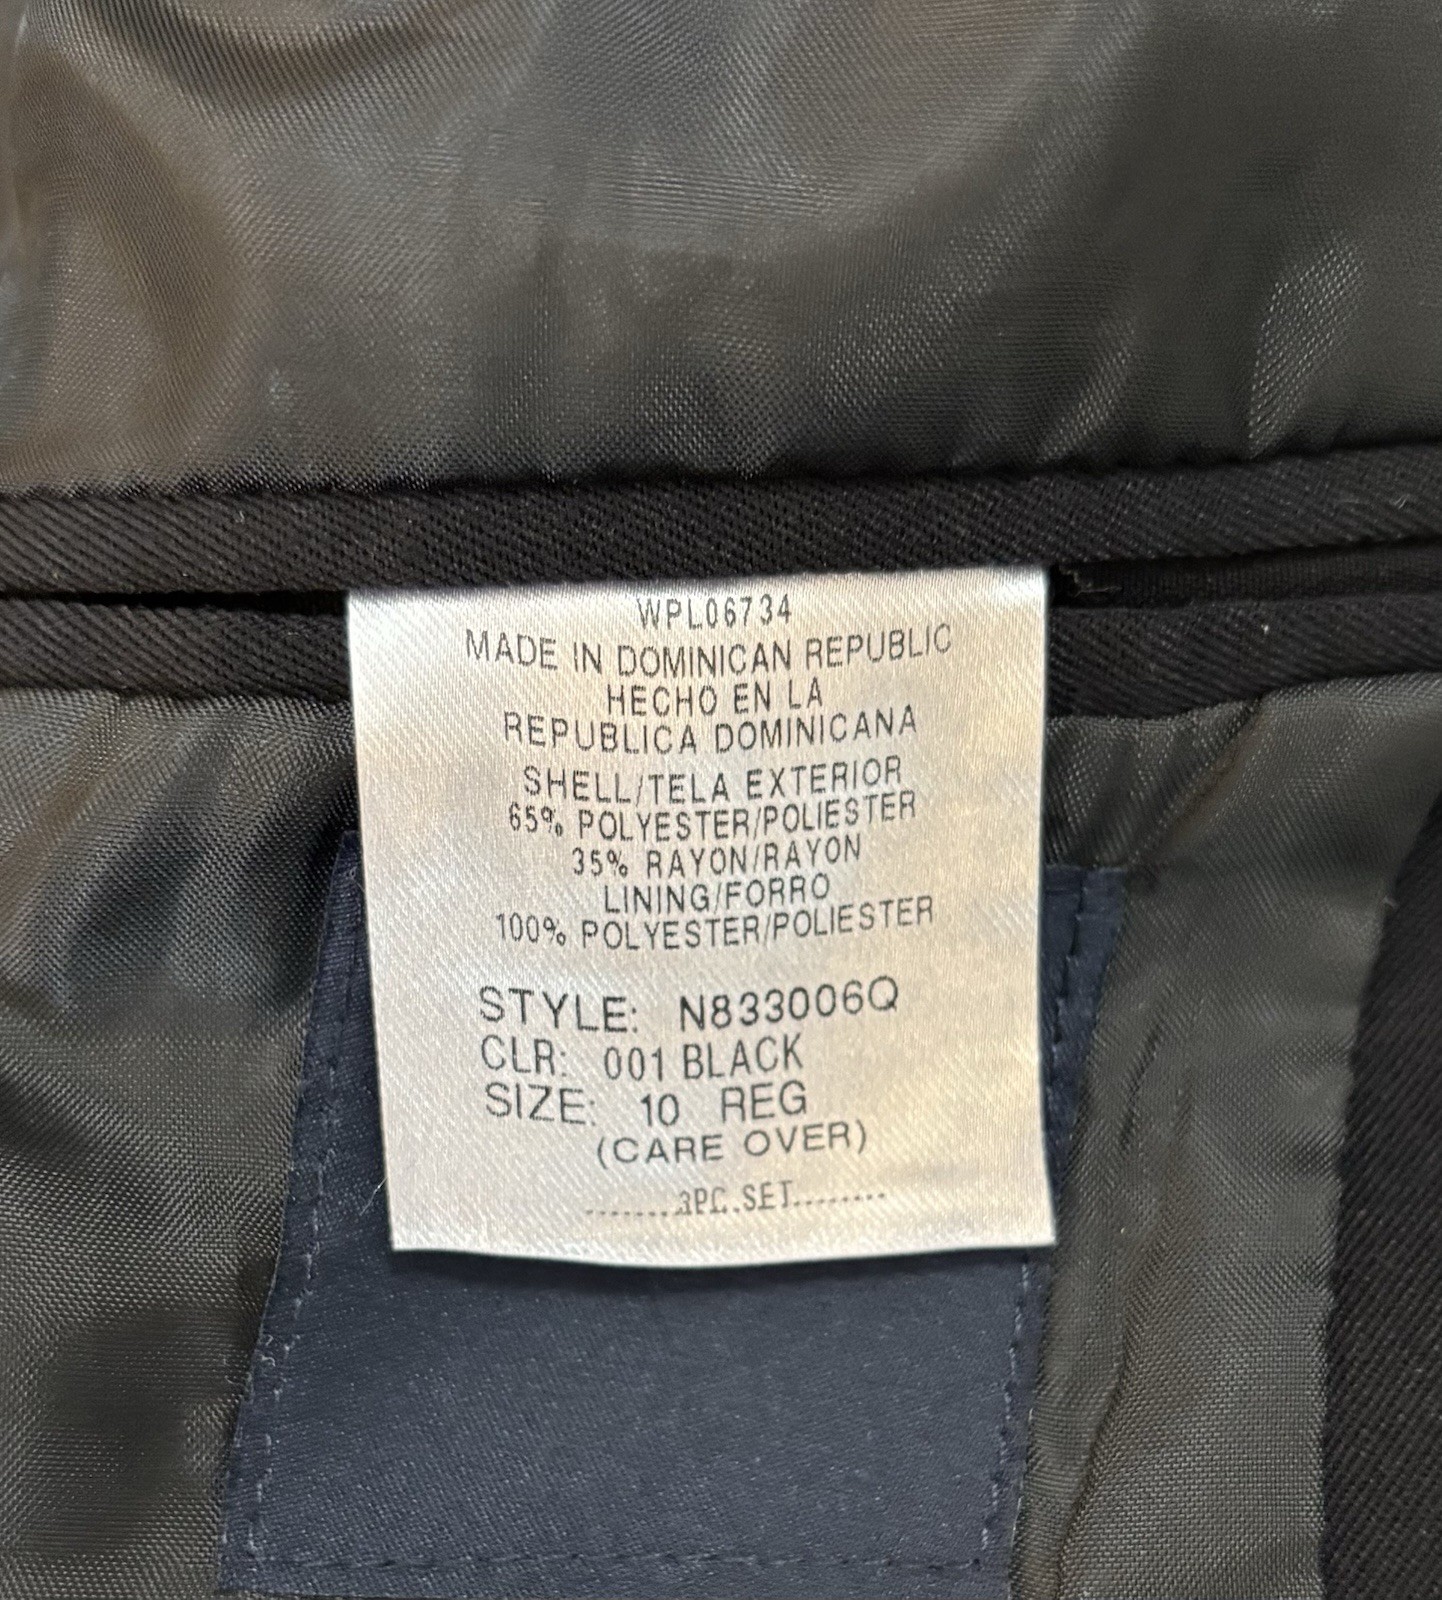 WPL06734
MADE IN DOMINICAN REPUBLIC
HECHO EN LA
REPUBLICA DOMINICANA
SHELL/TELA EXTERIOR
65% POLYESTER/POLIESTER
35% RAYON/RAYON
LINING/FORRO
100% POLYESTER/POLIESTER
STYLE: N833006Q
CLR: 001 BLACK
SIZE: 10 REG
(CARE OVER)
........3PC.SET........